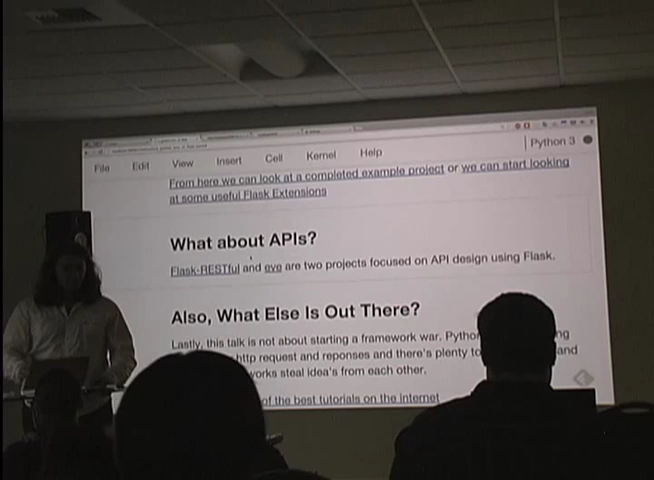 File Edit View Insert Cell Kernel Help Python 3
From here we can look at a completed example project or we can start looking
at some useful Flask Extensions
What about APIs?
Flask-RESTful and eve are two projects focused on API design using Flask.
Also, What Else Is Out There?
Lastly, this talk is not about starting a framework war. Pytho ng
http request and reponses and there's plenty to and
works steal idea's from each other.
of the best tutorials on the internet